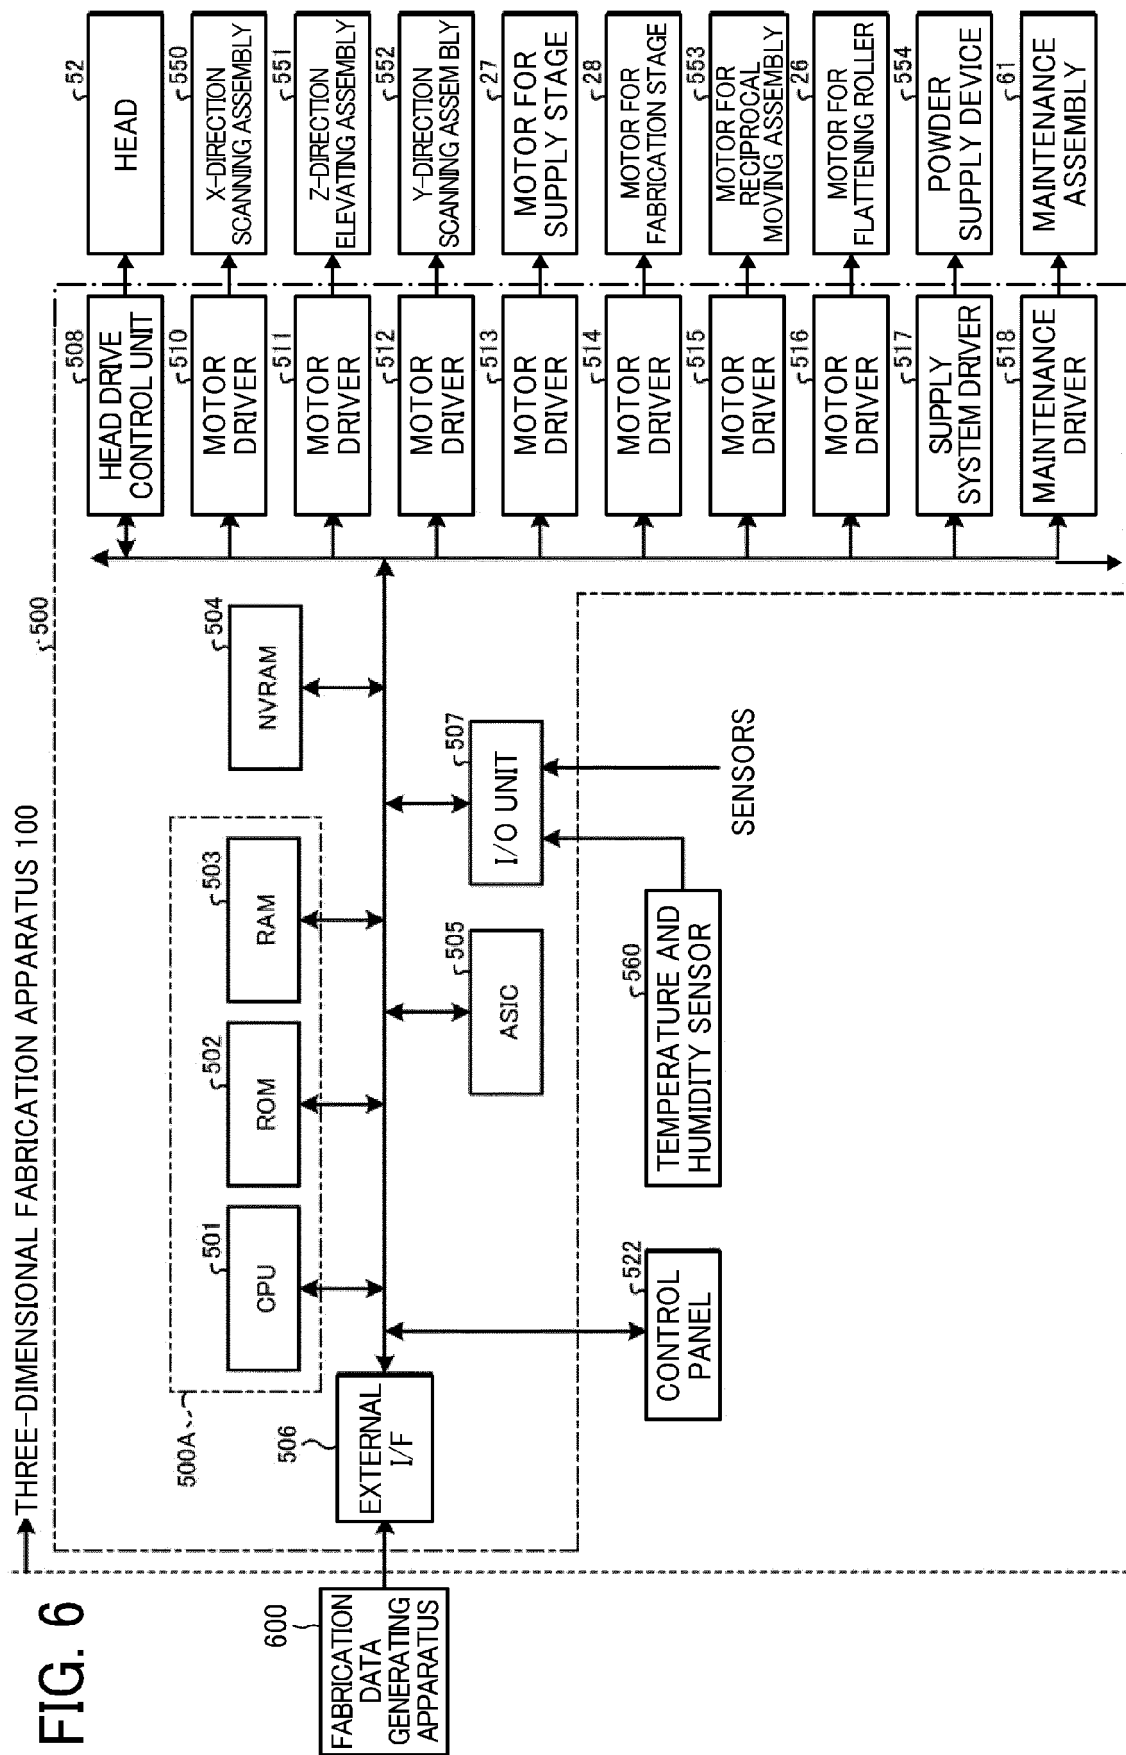 FIG. 6
THREE-DIMENSIONAL FABRICATION APPARATUS 100
500
600
FABRICATION
DATA
GENERATING
APPARATUS
506
EXTERNAL
I/F
500A
501
CPU
502
ROM
503
RAM
504
NVRAM
505
ASIC
507
I/O UNIT
522
CONTROL
PANEL
560
TEMPERATURE AND
HUMIDITY SENSOR
SENSORS
508
HEAD DRIVE
CONTROL UNIT
52
HEAD
510
MOTOR
DRIVER
550
X-DIRECTION
SCANNING ASSEMBLY
511
MOTOR
DRIVER
551
Z-DIRECTION
ELEVATING ASSEMBLY
512
MOTOR
DRIVER
552
Y-DIRECTION
SCANNING ASSEMBLY
513
MOTOR
DRIVER
27
MOTOR FOR
SUPPLY STAGE
514
MOTOR
DRIVER
28
MOTOR FOR
FABRICATION STAGE
515
MOTOR
DRIVER
553
MOTOR FOR
RECIPROCAL
MOVING ASSEMBLY
516
MOTOR
DRIVER
26
MOTOR FOR
FLATTENING ROLLER
517
SUPPLY
SYSTEM DRIVER
554
POWDER
SUPPLY DEVICE
518
MAINTENANCE
DRIVER
61
MAINTENANCE
ASSEMBLY